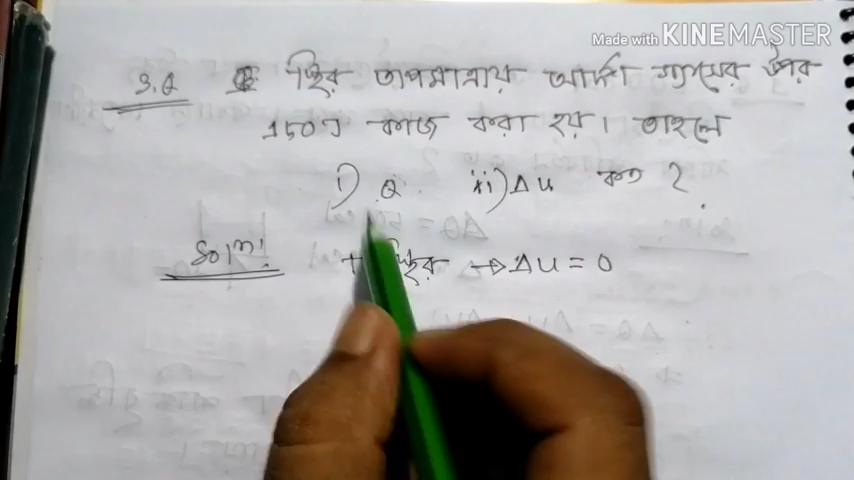 Made with KINEMASTER
3.Q স্থির তাপমাত্রায় আদর্শ গ্যাসের উপর
150J কাজ করা হয়। তাহলে
i) Q ii) Δu কত ?
Solⁿ: স্থির → Δu = 0